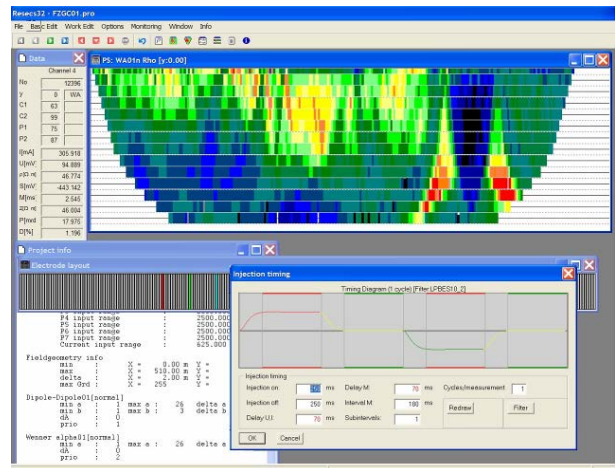 Resecs32 - FZGC01.pro
File Basic Edit Work Edit Options Monitoring Window Info
Data
PS: WA01n Rho [y:0.00]
Channel 4
No 12396
y 0 WA
C1 63
C2 99
P1 75
P2 87
I[mA] 305.918
U[mV] 94.889
46.774
S[mV] -443.142
M[ms] 2.545
46.004
P[mrd 17.975
D[%] 1.196
Project info
Electrode layout
Injection timing
Timing Diagram (1 cycle) [Filter:LPBES10_2]
P4 input range : 2500.000
P5 input range : 2500.000
P6 input range : 2500.000
P7 input range : 2500.000
Current input range : 625.000
Fieldgeometry info
min : X = 0.00 m Y =
max : X = 510.00 m Y =
delta : X = 2.00 m Y =
max Grd : X = 255 Y =
Dipole-Dipole01[normal]
min a : 1 max a : 26 delta a
min b : 1 max b : 3 delta b
dA : 0
prio : 1
Wenner alpha01[normal]
min a : 1 max a : 26 delta a
dA : 0
prio : 2
Injection timing
Injection on: 250 ms Delay M: 70 ms Cycles/measurement 1
Injection off: 250 ms Interval M: 180 ms Redraw Filter
Delay U,I: 70 ms Subintervals: 1
OK Cancel